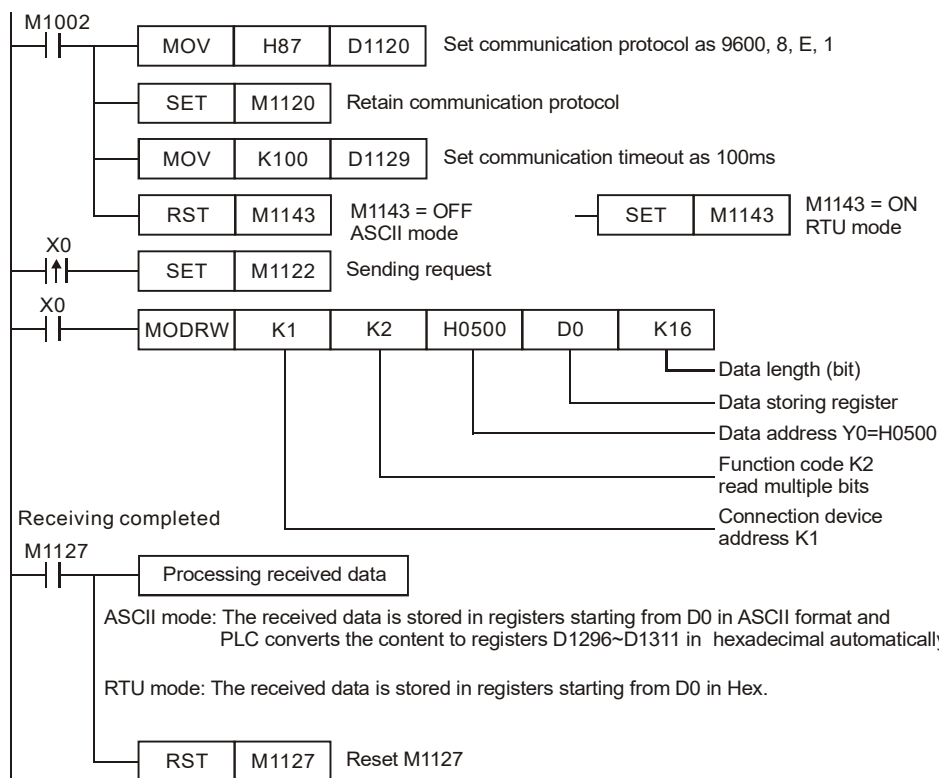 M1002
MOV H87 D1120 Set communication protocol as 9600, 8, E, 1
SET M1120 Retain communication protocol
MOV K100 D1129 Set communication timeout as 100ms
RST M1143 M1143 = OFF
ASCII mode
SET M1143 M1143 = ON
RTU mode
X0
SET M1122 Sending request
X0
MODRW K1 K2 H0500 D0 K16
Data length (bit)
Data storing register
Data address Y0=H0500
Function code K2
read multiple bits
Connection device
address K1
Receiving completed
M1127
Processing received data
ASCII mode: The received data is stored in registers starting from D0 in ASCII format and
PLC converts the content to registers D1296~D1311 in hexadecimal automatically
RTU mode: The received data is stored in registers starting from D0 in Hex.
RST M1127 Reset M1127